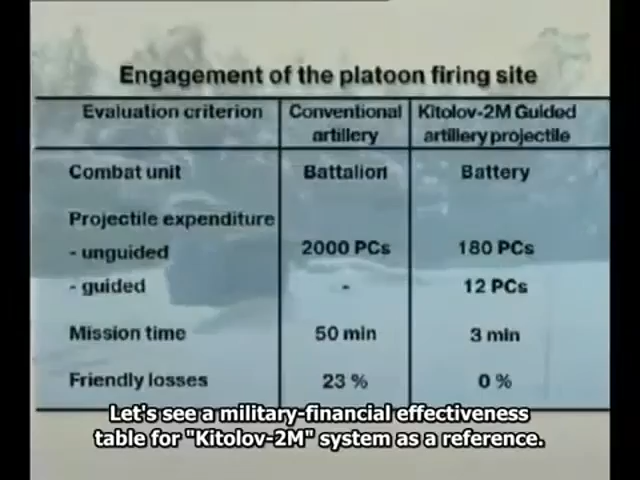 Engagement of the platoon firing site
Evaluation criterion Conventional artillery Kitolov-2M Guided artillery projectile
Combat unit Battalion Battery
Projectile expenditure
- unguided 2000 PCs 180 PCs
- guided - 12 PCs
Mission time 50 min 3 min
Friendly losses 23 % 0 %
Let's see a military-financial effectiveness
table for "Kitolov-2M" system as a reference.